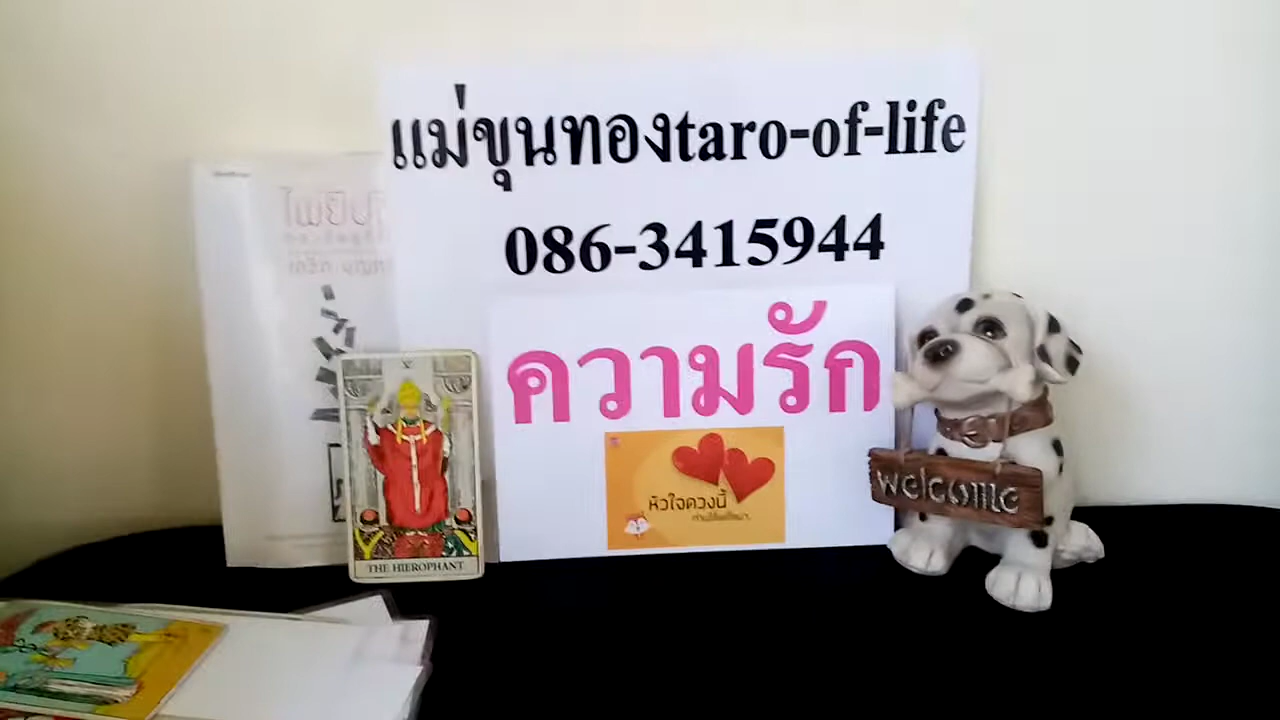 แม่ขุนทองtaro-of-life
086-3415944
ความรัก
หัวใจดวงนี้
V
THE HIEROPHANT
welcome